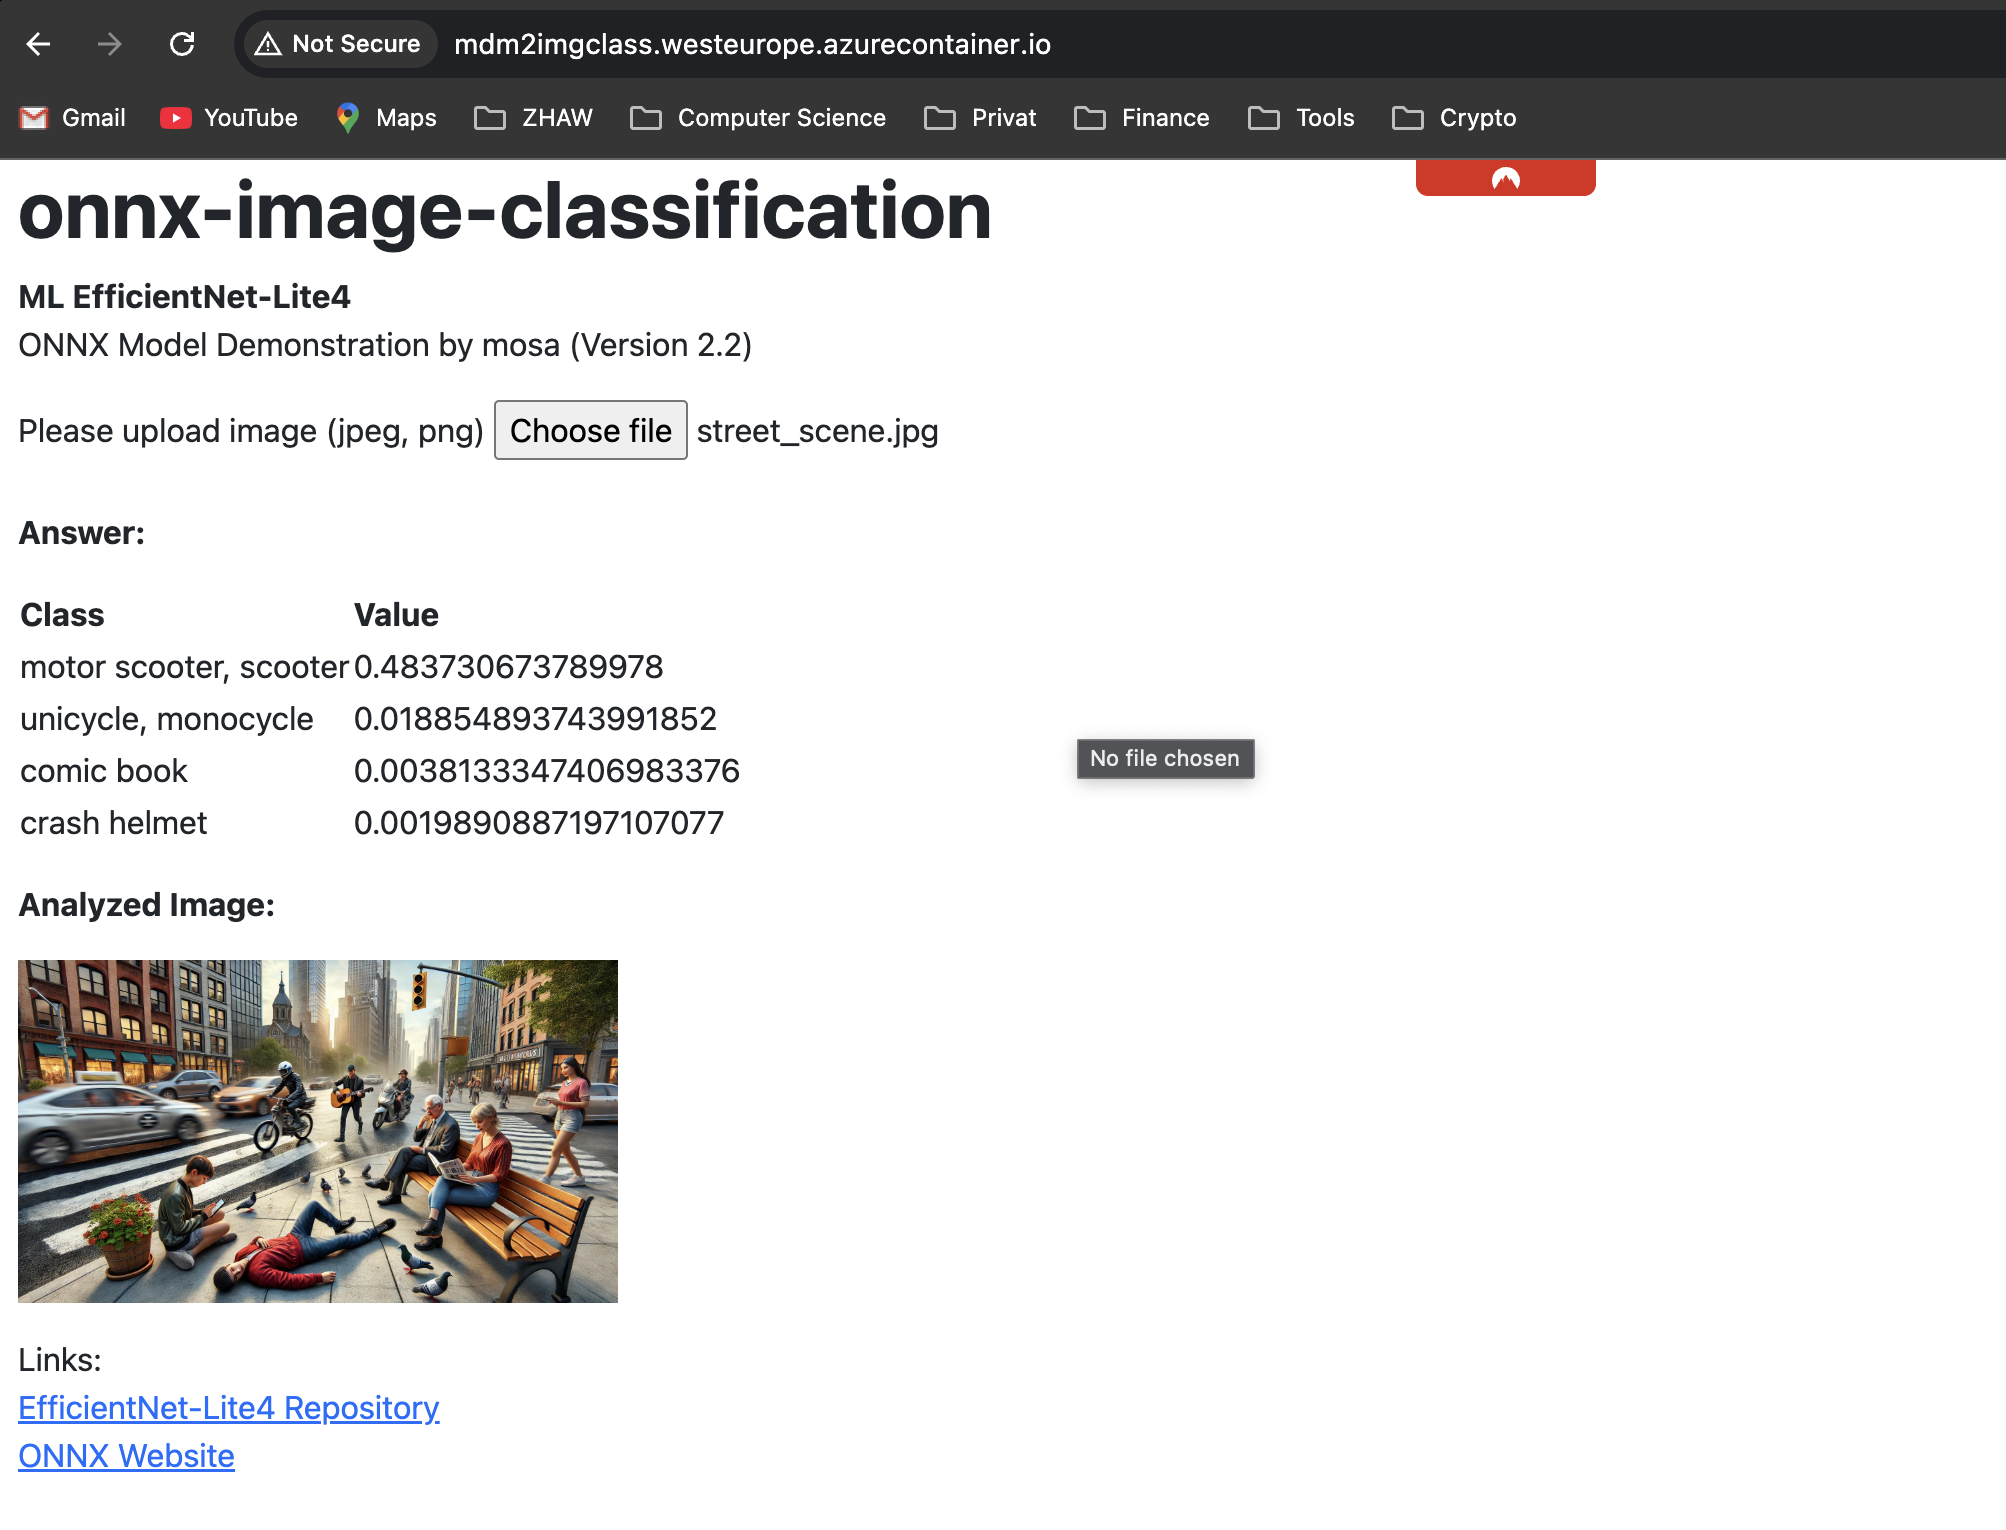 Not Secure mdm2imgclass.westeurope.azurecontainer.io
Gmail YouTube Maps ZHAW Computer Science Privat Finance Tools Crypto
onnx-image-classification
ML EfficientNet-Lite4
ONNX Model Demonstration by mosa (Version 2.2)
Please upload image (jpeg, png) Choose file street_scene.jpg
Answer:
Class Value
motor scooter, scooter 0.483730673789978
unicycle, monocycle 0.018854893743991852
comic book 0.0038133347406983376
No file chosen
crash helmet 0.0019890887197107077
Analyzed Image:
Links:
EfficientNet-Lite4 Repository
ONNX Website